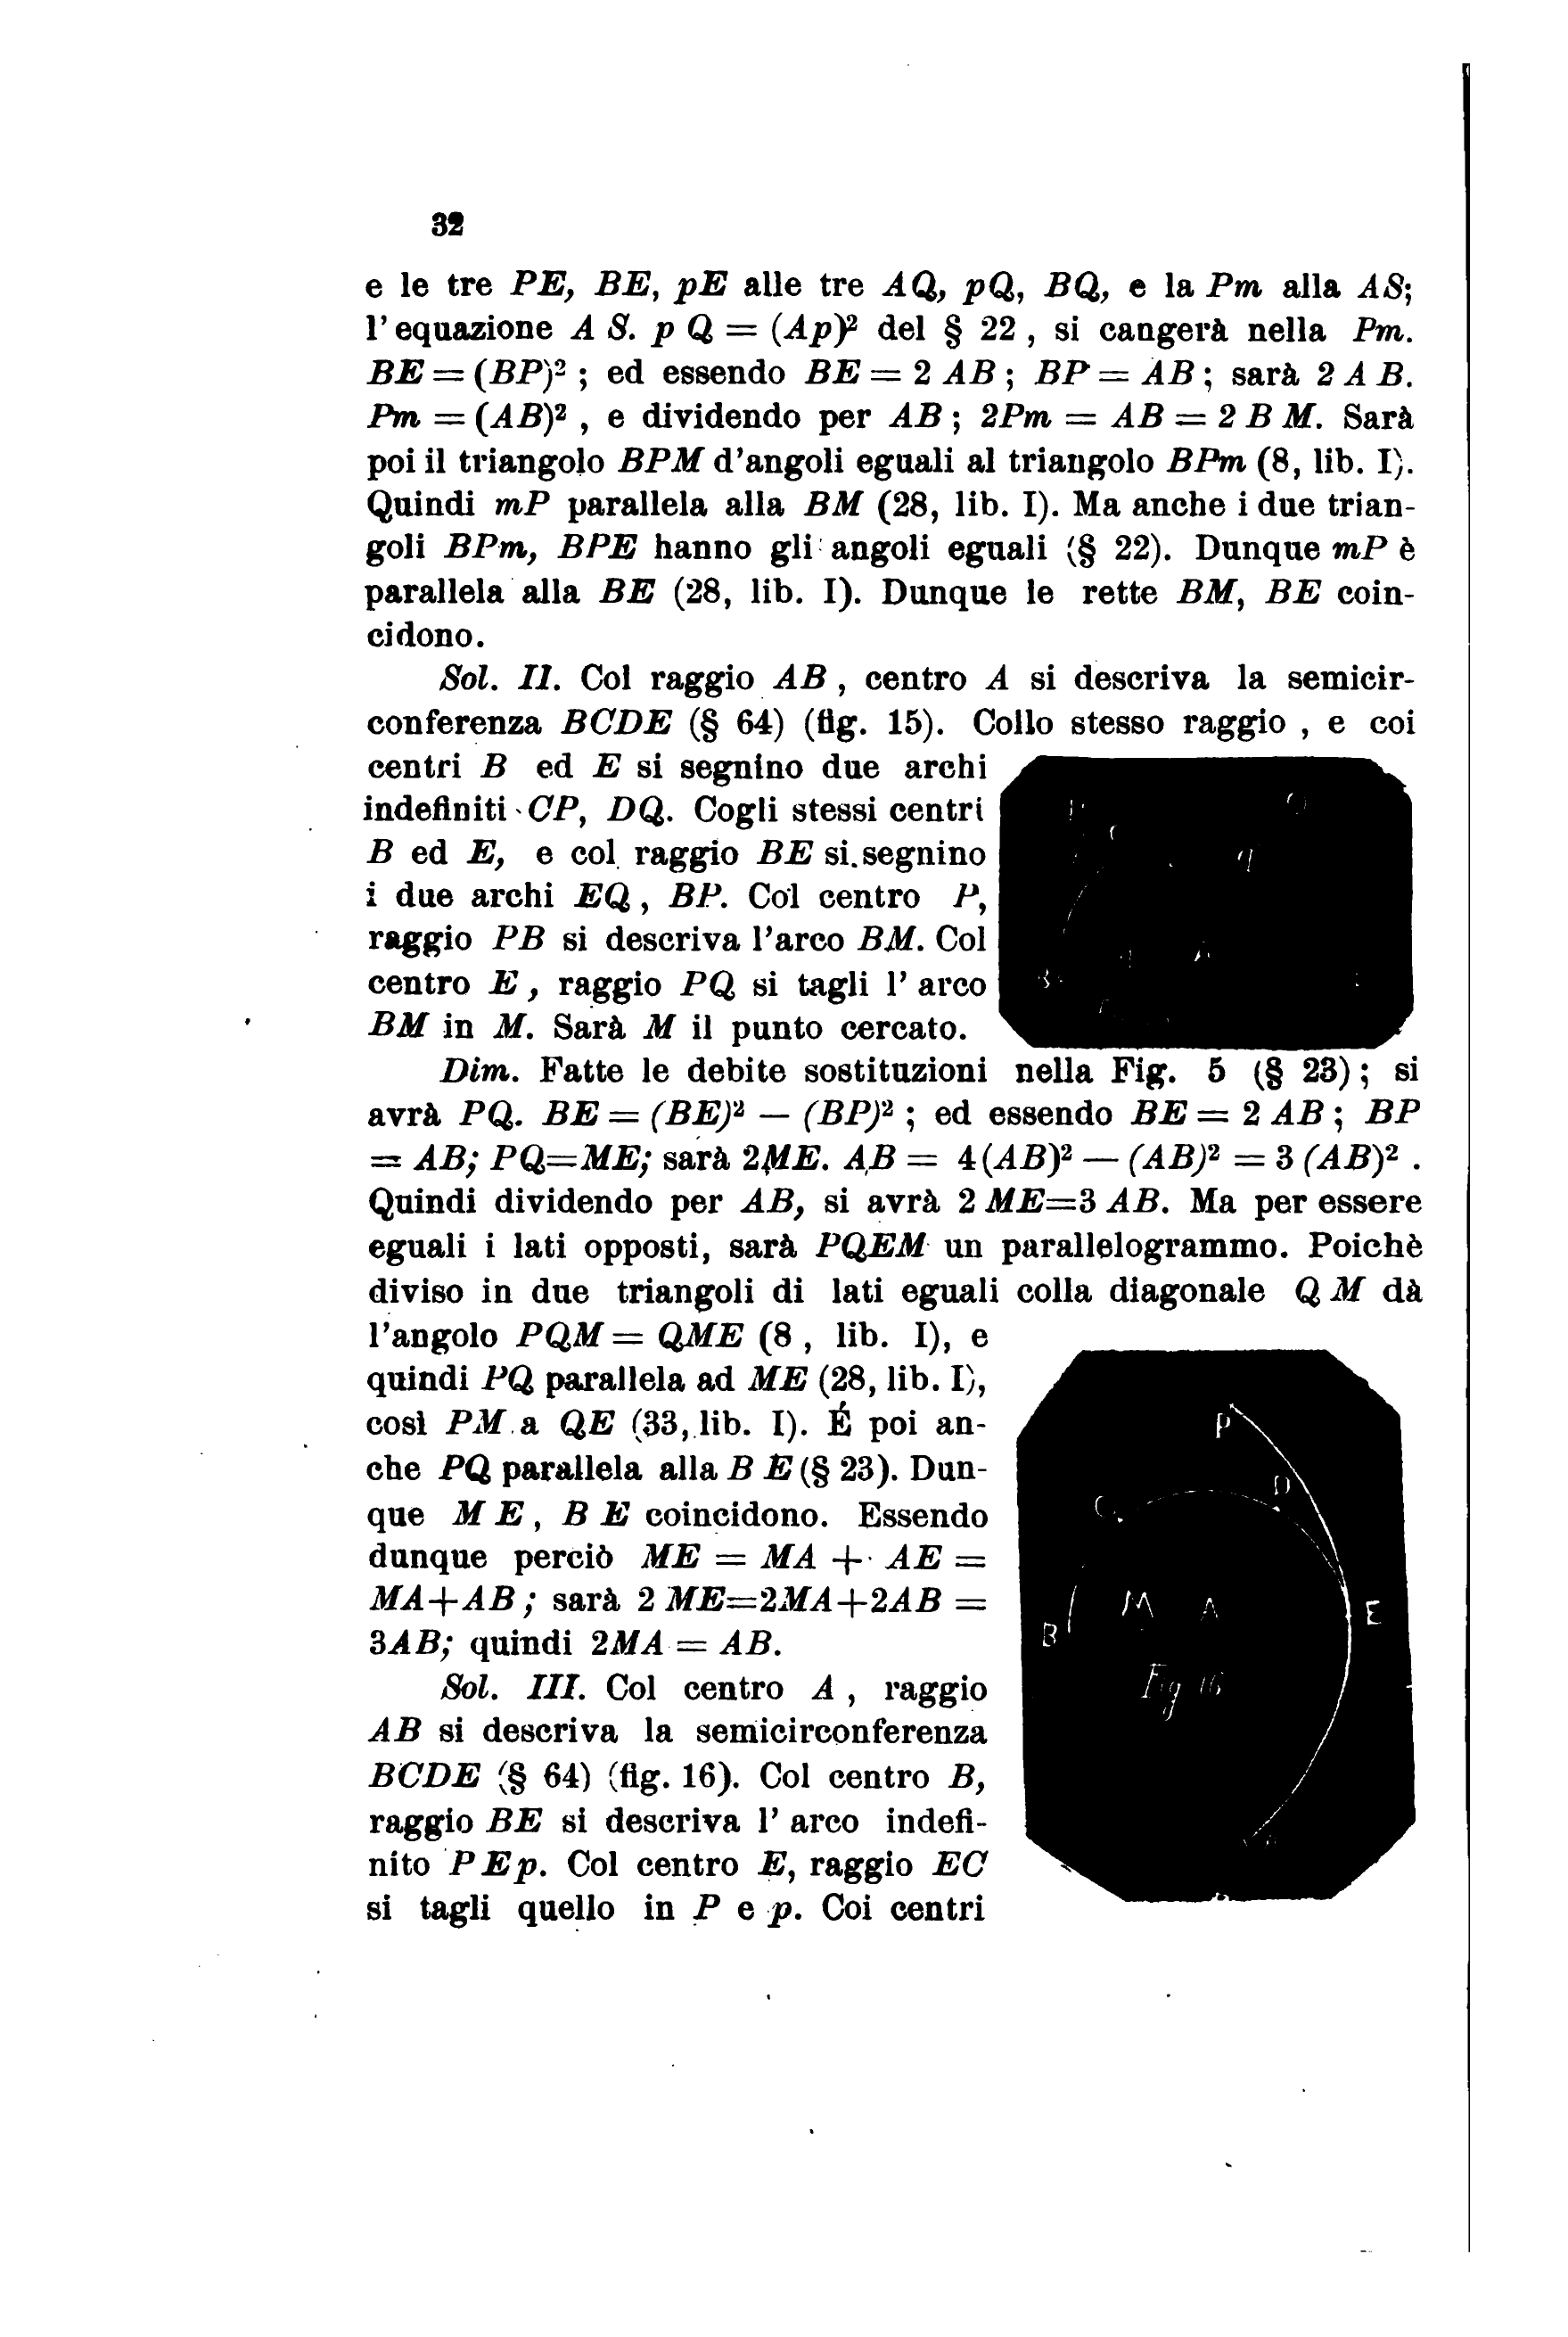 32
e le tre PE, BE, pE alle tre AQ, pQ, BQ, e la Pm alla AS;
l'equazione A S. p Q = (Ap)² del § 22 , si cangerà nella Pm.
BE = (BP)² ; ed essendo BE = 2 AB ; BP = AB ; sarà 2 A B.
Pm = (AB)² , e dividendo per AB ; 2Pm = AB = 2 B M. Sarà
poi il triangolo BPM d'angoli eguali al triangolo BPm (8, lib. I).
Quindi mP parallela alla BM (28, lib. I). Ma anche i due trian-
goli BPm, BPE hanno gli angoli eguali (§ 22). Dunque mP è
parallela alla BE (28, lib. I). Dunque le rette BM, BE coin-
cidono.
Sol. II. Col raggio AB , centro A si descriva la semicir-
conferenza BCDE (§ 64) (fig. 15). Collo stesso raggio , e coi
centri B ed E si segnino due archi
indefiniti CP, DQ. Cogli stessi centri
B ed E, e col raggio BE si segnino
i due archi EQ , BP. Col centro P,
raggio PB si descriva l'arco BM. Col
centro E , raggio PQ si tagli l' arco
BM in M. Sarà M il punto cercato.
Dim. Fatte le debite sostituzioni nella Fig. 5 (§ 23) ; si
avrà PQ. BE = (BE)² — (BP)² ; ed essendo BE = 2 AB ; BP
= AB; PQ=ME; sarà 2ME. AB = 4(AB)² — (AB)² = 3 (AB)² .
Quindi dividendo per AB, si avrà 2 ME=3 AB. Ma per essere
eguali i lati opposti, sarà PQEM un parallelogrammo. Poichè
diviso in due triangoli di lati eguali colla diagonale Q M dà
l'angolo PQM = QME (8 , lib. I), e
quindi PQ parallela ad ME (28, lib. I),
così PM a QE (33, lib. I). É poi an-
che PQ parallela alla B E (§ 23). Dun-
que M E , B E coincidono. Essendo
dunque perciò ME = MA + AE =
MA+AB ; sarà 2 ME=2MA+2AB =
3AB; quindi 2MA = AB.
Sol. III. Col centro A , raggio
AB si descriva la semicirconferenza
BCDE (§ 64) (fig. 16). Col centro B,
raggio BE si descriva l' arco indefi-
nito P E p. Col centro E, raggio EC
si tagli quello in P e p. Coi centri
P
D
C
M A
E
B
Fig 16